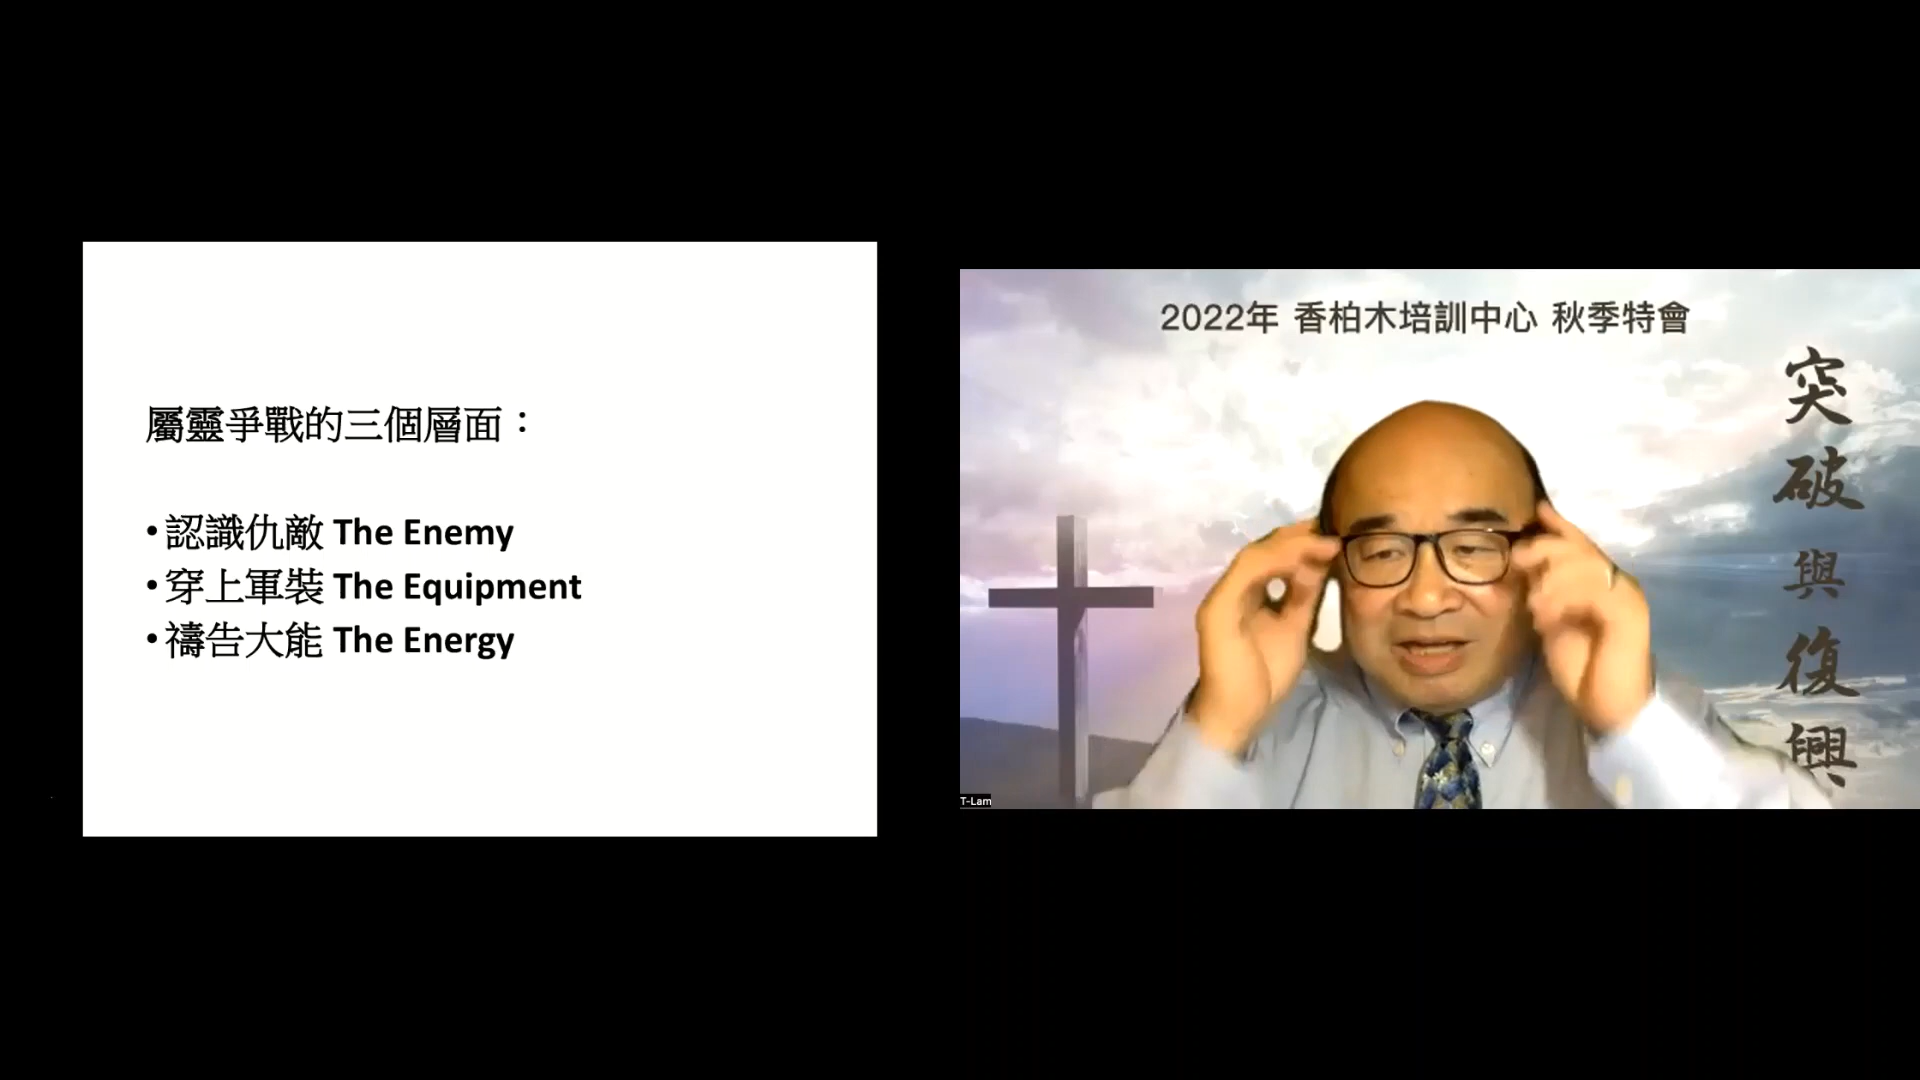 屬靈爭戰的三個層面：
• 認識仇敵 The Enemy
• 穿上軍裝 The Equipment
• 禱告大能 The Energy
2022年 香柏木培訓中心 秋季特會
突破與復興
T-Lam